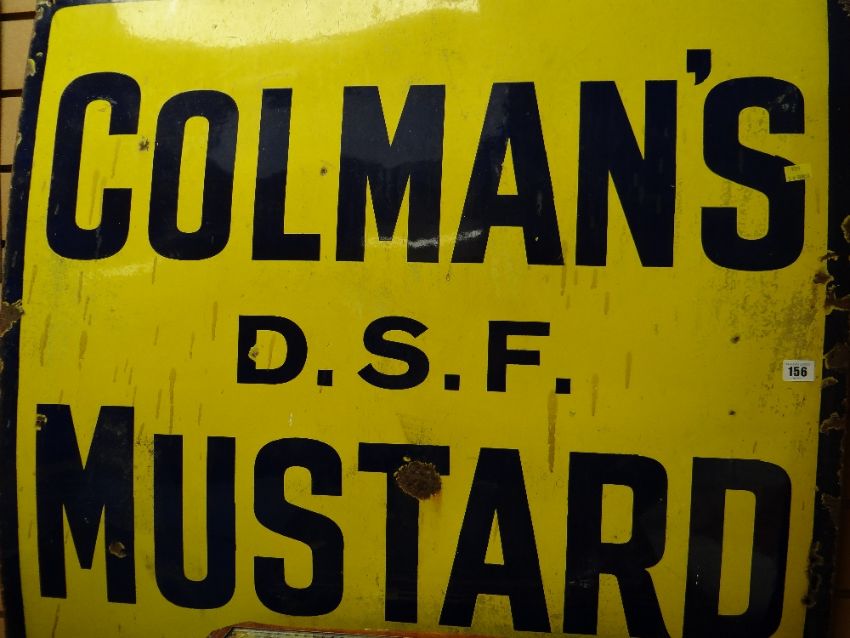 COLMAN'S
D.S.F.
156
MUSTARD